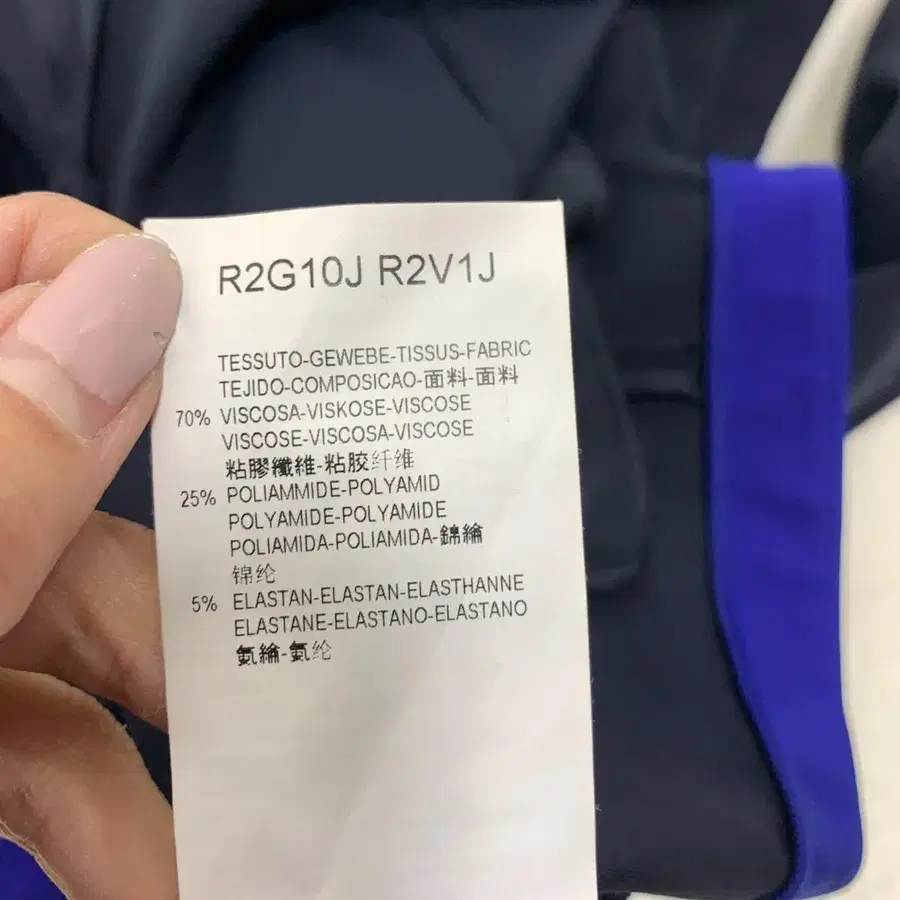 R2G10J R2V1J
TESSUTO-GEWEBE-TISSUS-FABRIC
TEJIDO-COMPOSICAO-面料-面料
70% VISCOSA-VISKOSE-VISCOSE
VISCOSE-VISCOSA-VISCOSE
粘膠纖維-粘胶纤维
25% POLIAMMIDE-POLYAMID
POLYAMIDE-POLYAMIDE
POLIAMIDA-POLIAMIDA-錦綸
锦纶
5% ELASTAN-ELASTAN-ELASTHANNE
ELASTANE-ELASTANO-ELASTANO
氨綸-氨纶